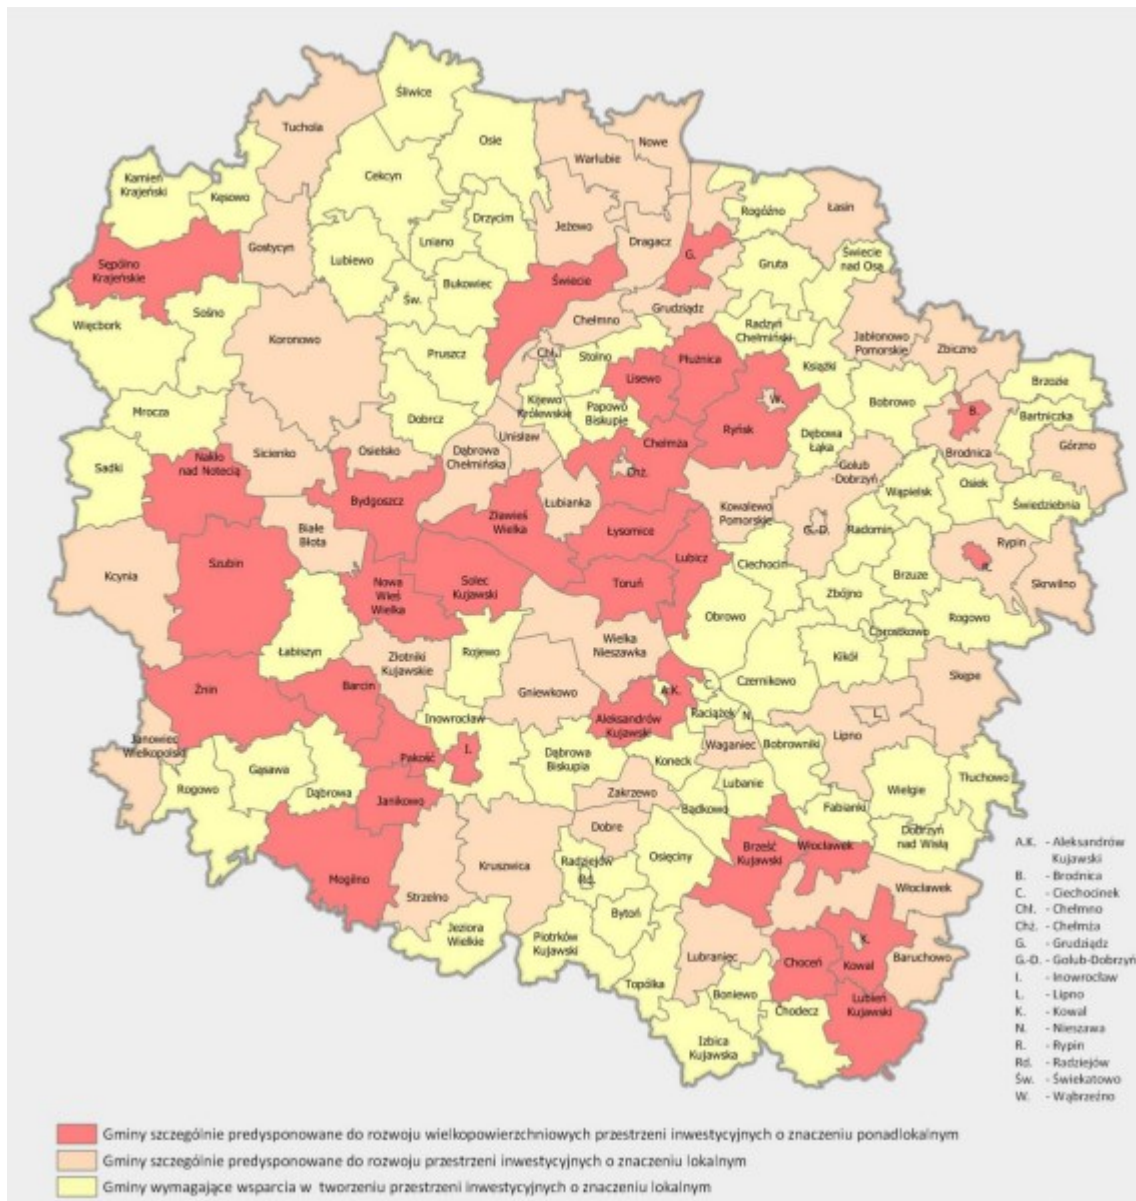 Śliwice
Tuchola
Osie
Nowe
Warlubie
Kamień
Krajeński
Kęsowo
Cekcyn
Rogóźno
Łasin
Drzycim
Jeżewo
Gostycyn
Lniano
Dragacz
Lubiewo
G.
Świecie
nad Osą
Sępólno
Krajeńskie
Gruta
Świecie
Bukowiec
Św.
Sośno
Grudziądz
Więcbork
Chełmno
Radzyń
Chełmiński
Koronowo
Jabłonowo
Pomorskie
Zbiczno
Pruszcz
Chł.
Stolno
Płużnica
Książki
Lisewo
Brzozie
Mrocza
Dobrcz
Kijewo
Królewskie
Papowo
Biskupie
W.
Bobrowo
B.
Bartniczka
Unisław
Chełmża
Ryńsk
Dębowa
Łąka
Górzno
Sadki
Nakło
nad Notecią
Sicienko
Osielsko
Dąbrowa
Chełmińska
Brodnica
Chż.
Golub
-Dobrzyń
Bydgoszcz
Łubianka
Wąpielsk
Osiek
Świedziebnia
Białe
Błota
Zławieś
Wielka
Łysomice
Kowalewo
Pomorskie
G.-D.
Radomin
Rypin
Kcynia
Szubin
Lubicz
Ciechocin
R.
Nowa
Wieś
Wielka
Solec
Kujawski
Toruń
Brzuze
Skrwilno
Zbójno
Obrowo
Rogowo
Łabiszyn
Złotniki
Kujawskie
Rojewo
Wielka
Nieszawka
Chrostkowo
Kikół
Żnin
Barcin
Gniewkowo
Czernikowo
Skępe
A.K.
C.
Inowrocław
Aleksandrów
Kujawski
Raciążek
N.
L.
Janowiec
Wielkopolski
Pakość
I.
Waganiec
Bobrowniki
Lipno
Gąsawa
Dąbrowa
Biskupia
Koneck
Rogowo
Dąbrowa
Janikowo
Zakrzewo
Lubanie
Wielgie
Tłuchowo
Bądkowo
Fabianki
Dobre
Dobrzyń
nad Wisłą
Brześć
Kujawski
Włocławek
Mogilno
Kruszwica
Radziejów
Rd.
Osięciny
Strzelno
Włocławek
Bytoń
Jeziora
Wielkie
Piotrków
Kujawski
Lubraniec
Choceń
K.
Kowal
Baruchowo
Topólka
Boniewo
Chodecz
Lubień
Kujawski
Izbica
Kujawska
A.K. - Aleksandrów
Kujawski
B. - Brodnica
C. - Ciechocinek
Chł. - Chełmno
Chż. - Chełmża
G. - Grudziądz
G.-D. - Golub-Dobrzyń
I. - Inowrocław
L. - Lipno
K. - Kowal
N. - Nieszawa
R. - Rypin
Rd. - Radziejów
Św. - Świekatowo
W. - Wąbrzeźno
Gminy szczególnie predysponowane do rozwoju wielkopowierzchniowych przestrzeni inwestycyjnych o znaczeniu ponadlokalnym
Gminy szczególnie predysponowane do rozwoju przestrzeni inwestycyjnych o znaczeniu lokalnym
Gminy wymagające wsparcia w tworzeniu przestrzeni inwestycyjnych o znaczeniu lokalnym